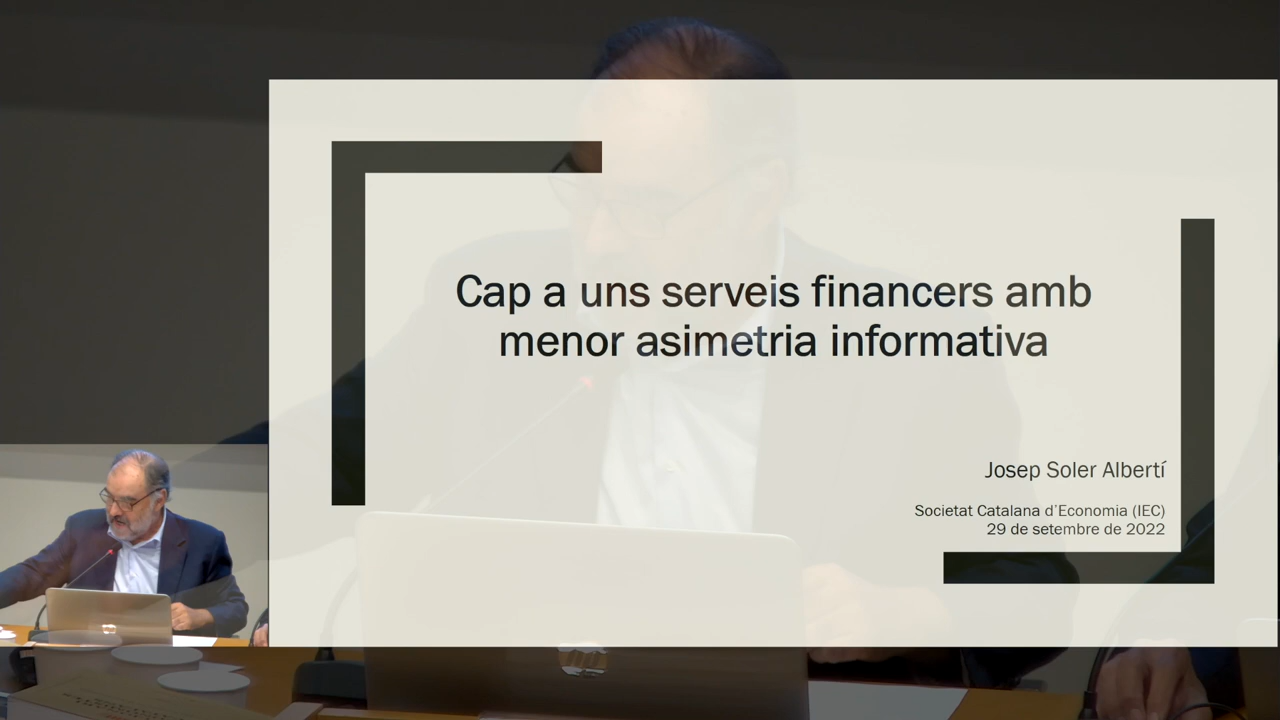 Cap a uns serveis financers amb
menor asimetria informativa
Josep Soler Albertí
Societat Catalana d'Economia (IEC)
29 de setembre de 2022